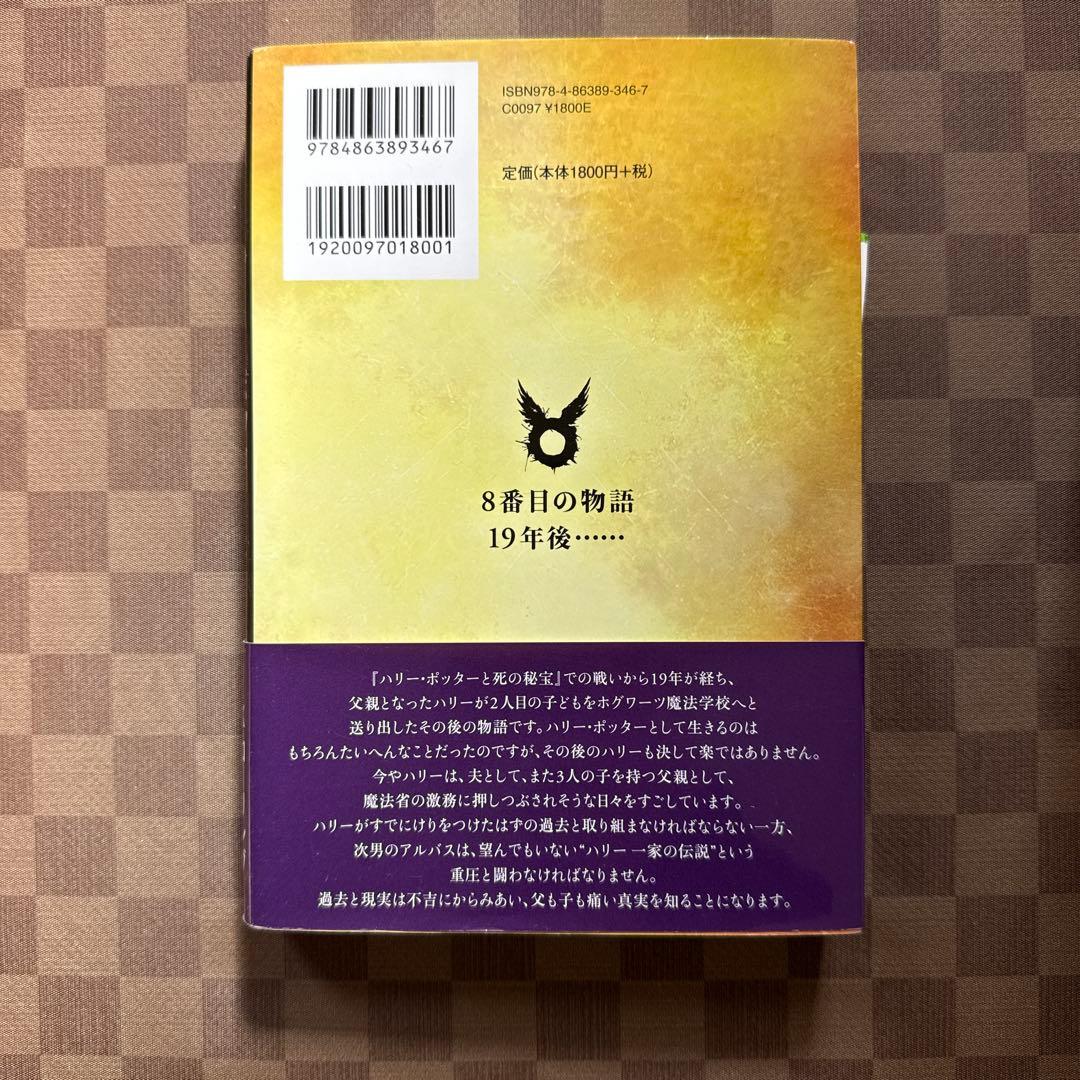 ISBN978-4-86389-346-7
C0097 ¥1800E
9784863893467
定価(本体1800円+税)
1920097018001
8番目の物語
19年後……
『ハリー・ポッターと死の秘宝』での戦いから19年が経ち、
父親となったハリーが2人目の子どもをホグワーツ魔法学校へと
送り出したその後の物語です。ハリー・ポッターとして生きるのは
もちろんたいへんなことだったのですが、その後のハリーも決して楽ではありません。
今やハリーは、夫として、また3人の子を持つ父親として、
魔法省の激務に押しつぶされそうな日々をすごしています。
ハリーがすでにけりをつけたはずの過去と取り組まなければならない一方、
次男のアルバスは、望んでもいない“ハリー一家の伝説”という
重圧と闘わなければなりません。
過去と現実は不吉にからみあい、父も子も痛い真実を知ることになります。